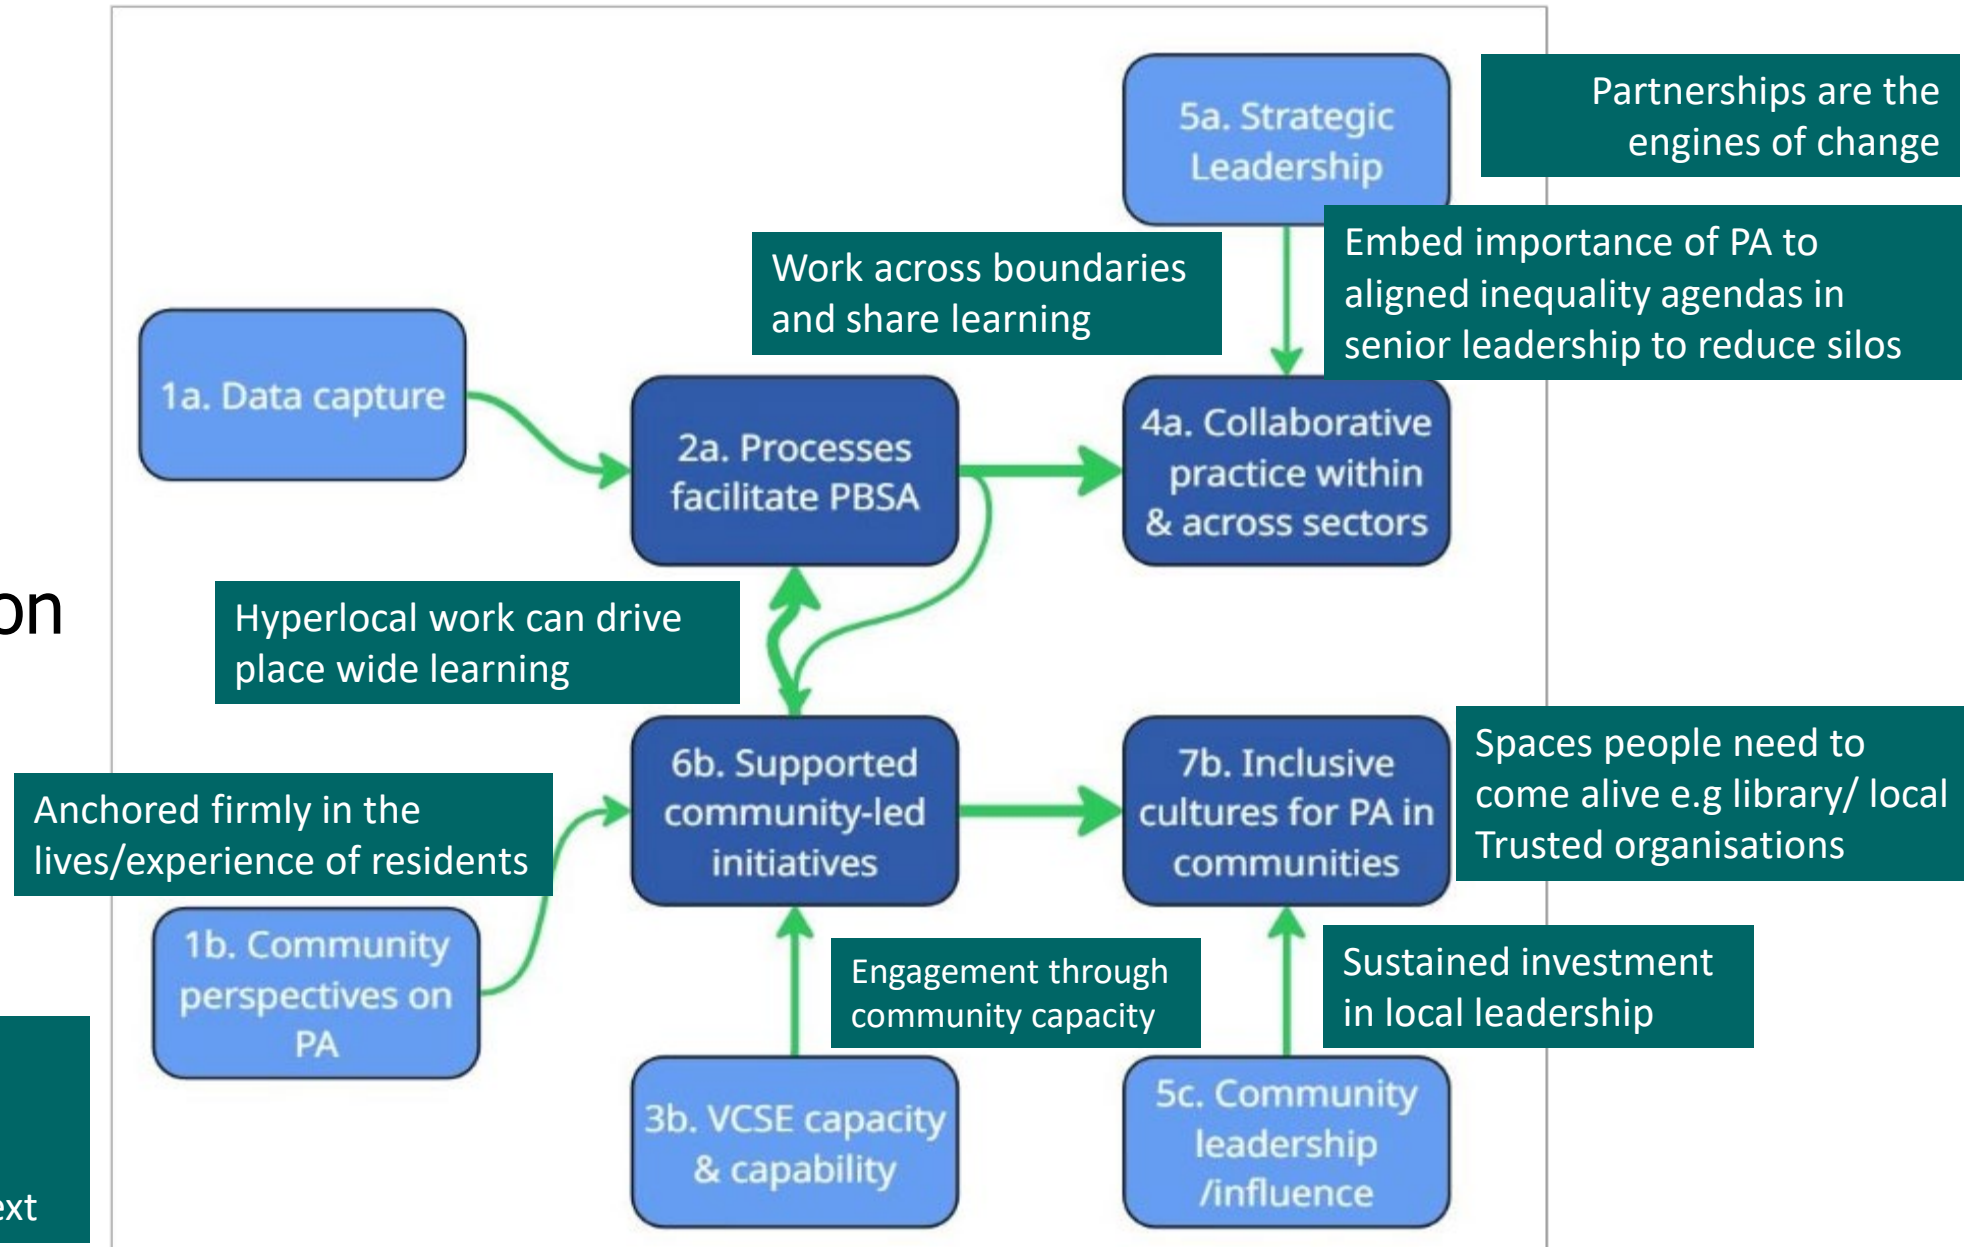 5a. Strategic
Leadership
Partnerships are the
engines of change
Work across boundaries
and share learning
Embed importance of PA to
aligned inequality agendas in
senior leadership to reduce silos
1a. Data capture
2a. Processes
facilitate PBSA
4a. Collaborative
practice within
& across sectors
on
Hyperlocal work can drive
place wide learning
6b. Supported
community-led
initiatives
7b. Inclusive
cultures for PA in
communities
Spaces people need to
come alive e.g library/ local
Trusted organisations
Anchored firmly in the
lives/experience of residents
1b. Community
perspectives on
PA
Engagement through
community capacity
Sustained investment
in local leadership
3b. VCSE capacity
& capability
5c. Community
leadership
/influence
ext